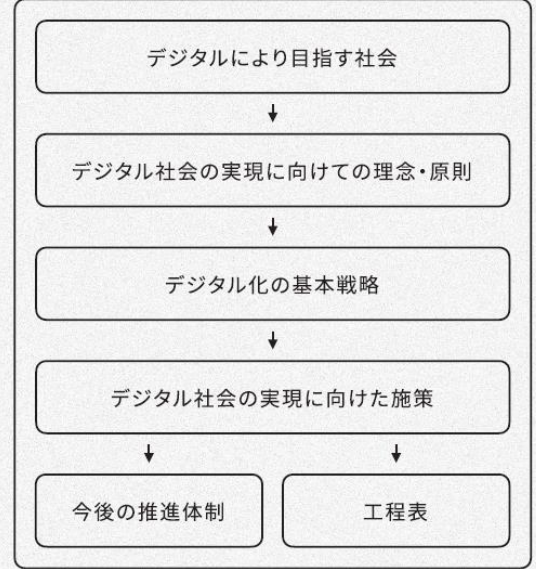 デジタルにより目指す社会
デジタル社会の実現に向けての理念・原則
デジタル化の基本戦略
デジタル社会の実現に向けた施策
今後の推進体制
工程表